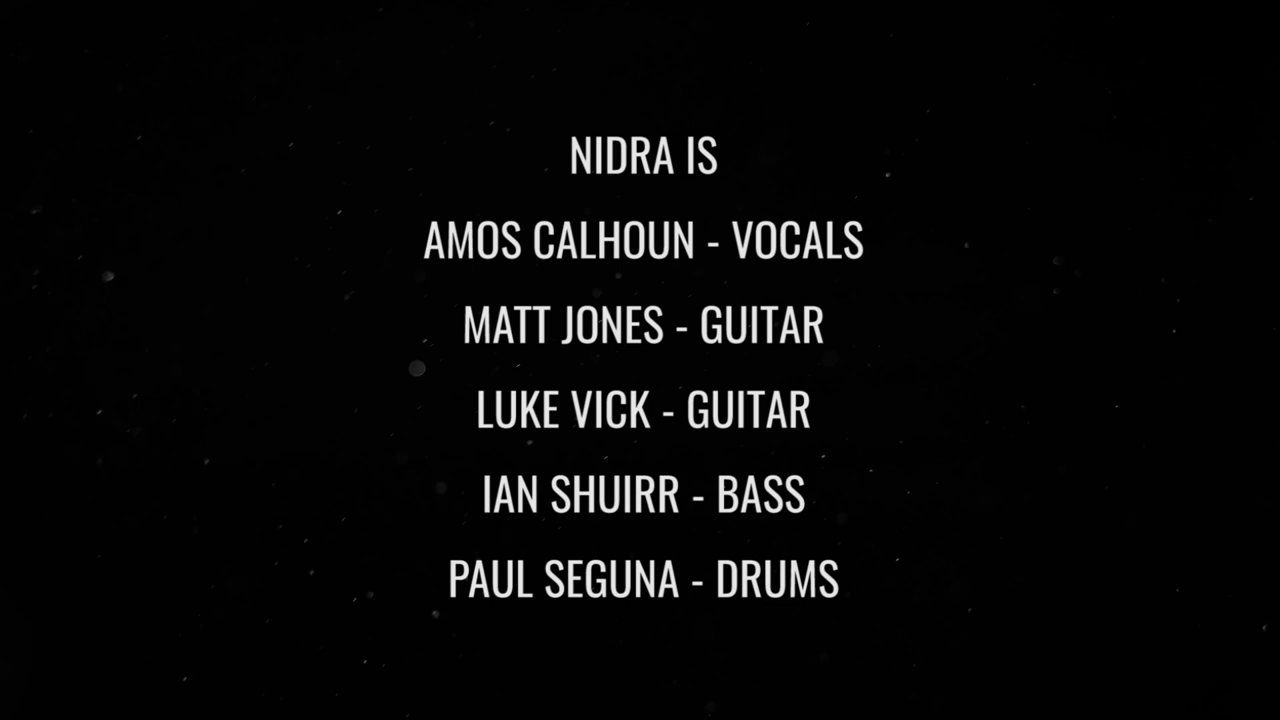 NIDRA IS
AMOS CALHOUN - VOCALS
MATT JONES - GUITAR
LUKE VICK - GUITAR
IAN SHUIRR - BASS
PAUL SEGUNA - DRUMS